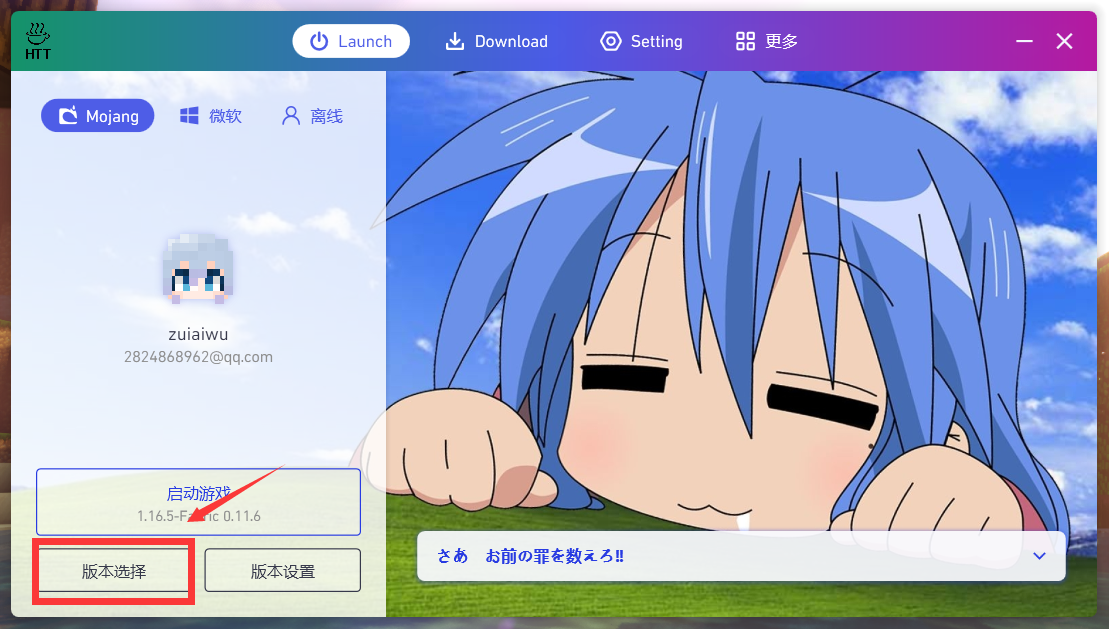 HTT
Launch
Download
Setting
更多
Mojang
微软
离线
zuiaiwu
2824868962@qq.com
启动游戏
1.16.5-Fabric 0.11.6
版本选择
版本设置
さあ お前の罪を数えろ!!